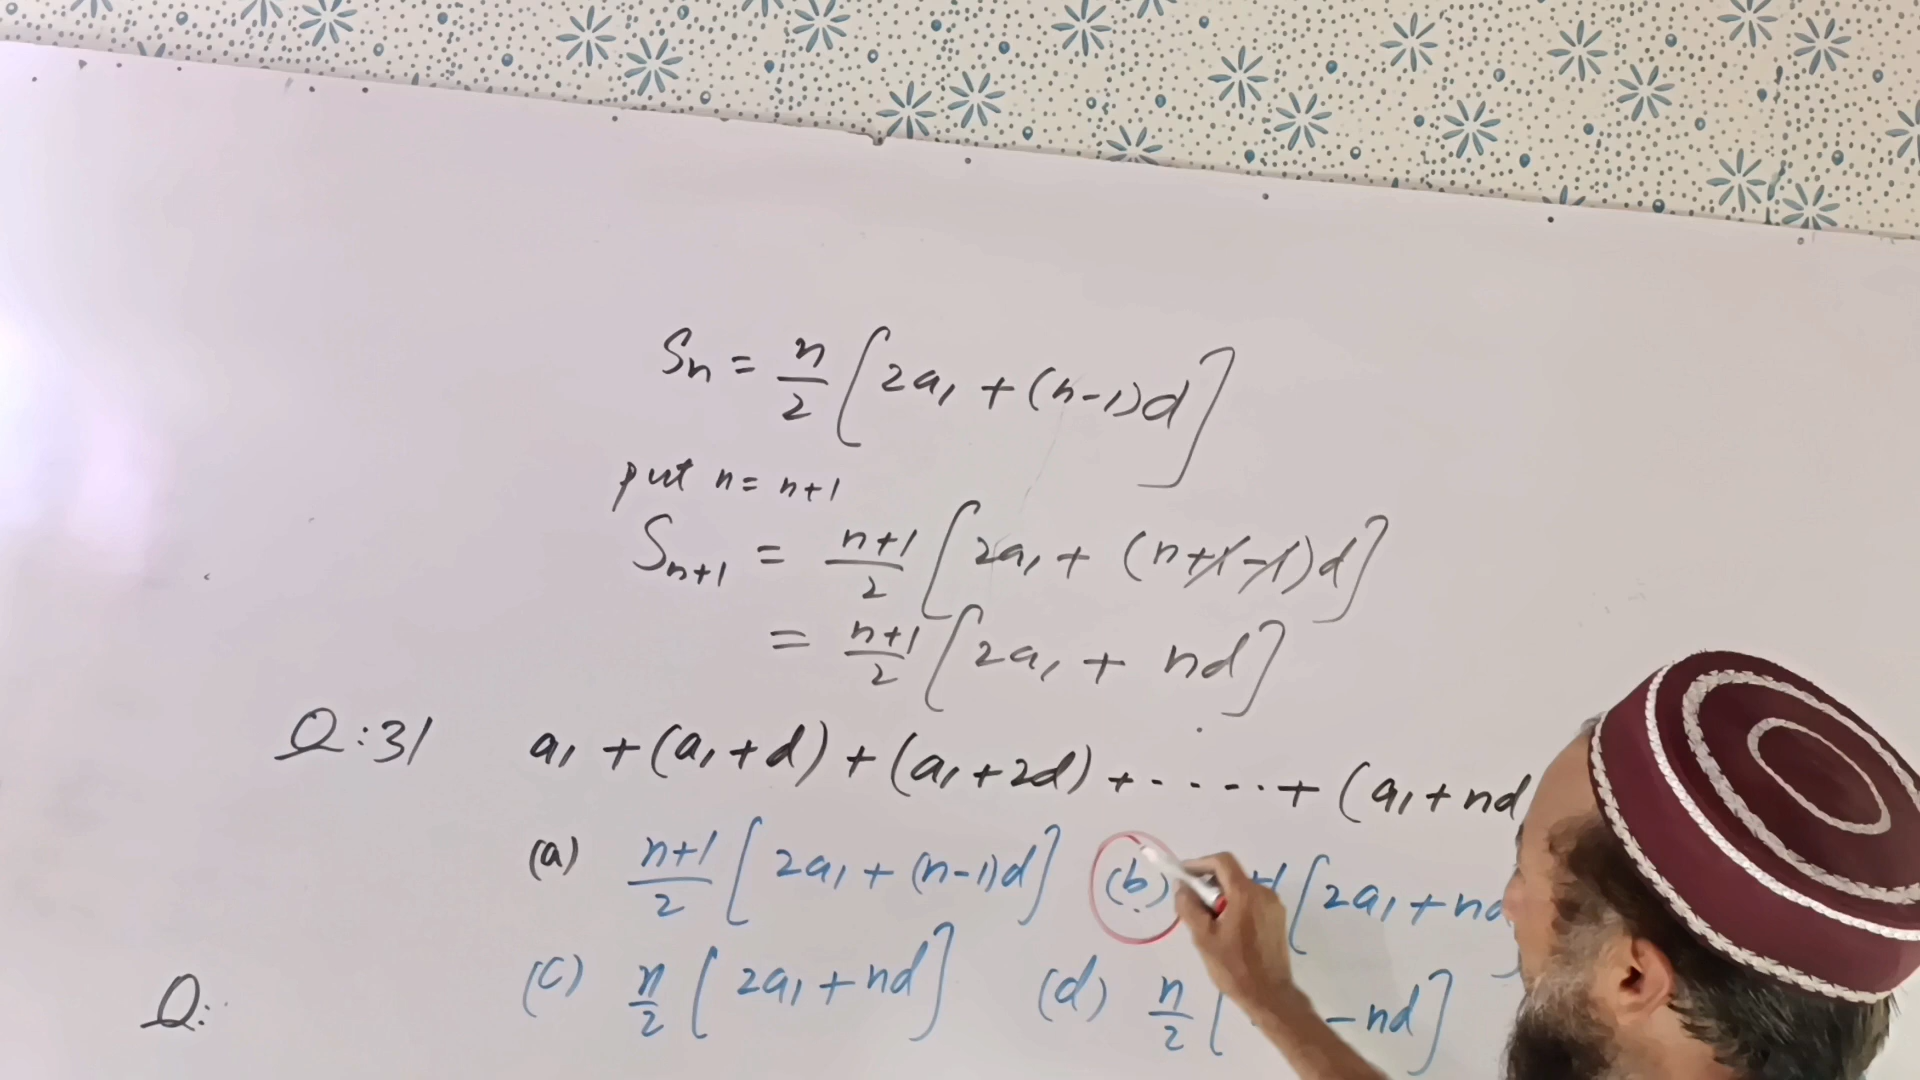 Sn = n/2 [2a₁ + (n-1)d]
put n = n+1
Sn+1 = n+1/2 [2a₁ + (n+1-1)d]
= n+1/2 [2a₁ + nd]
Q:31 a₁ + (a₁+d) + (a₁+2d) + ..... + (a₁+nd
(a) n+1/2 [2a₁ + (n-1)d] (b) [2a₁ + nd
(c) n/2 [2a₁ + nd] (d) n/2 [ - nd]
Q: